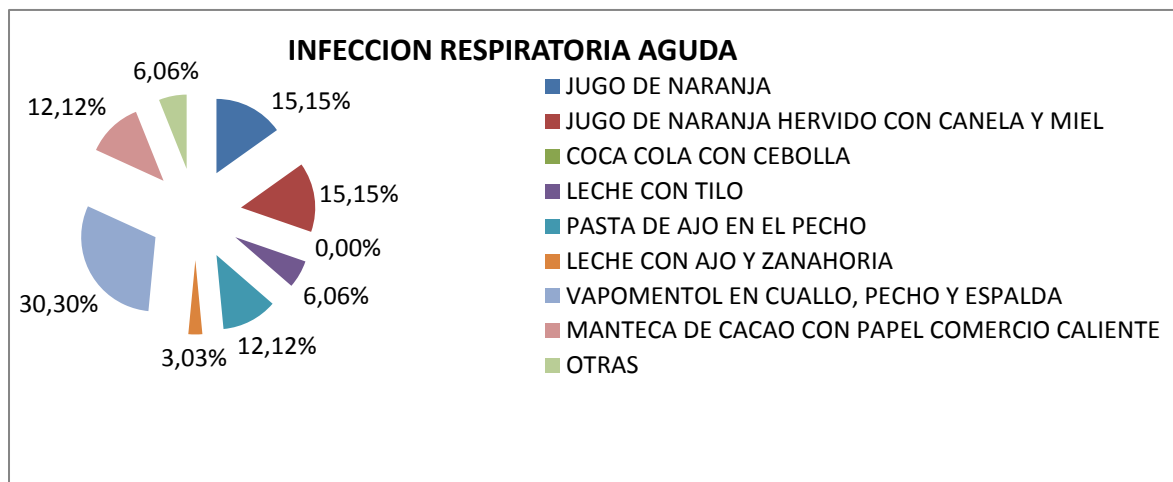 INFECCION RESPIRATORIA AGUDA
6,06%
12,12%
15,15%
15,15%
0,00%
6,06%
12,12%
3,03%
30,30%
JUGO DE NARANJA
JUGO DE NARANJA HERVIDO CON CANELA Y MIEL
COCA COLA CON CEBOLLA
LECHE CON TILO
PASTA DE AJO EN EL PECHO
LECHE CON AJO Y ZANAHORIA
VAPOMENTOL EN CUALLO, PECHO Y ESPALDA
MANTECA DE CACAO CON PAPEL COMERCIO CALIENTE
OTRAS